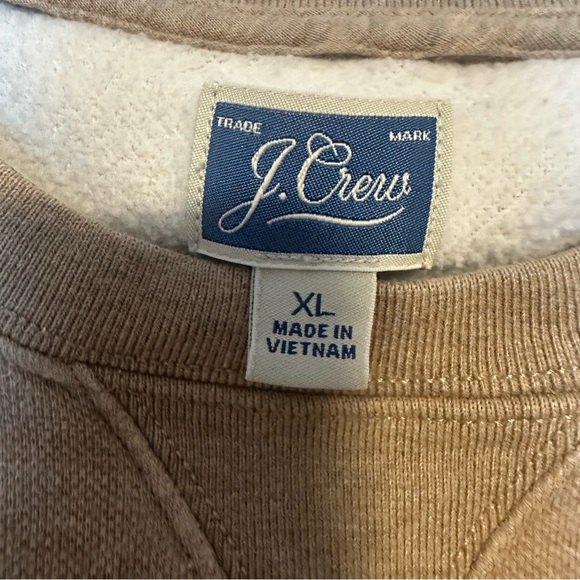 TRADE MARK
J.Crew
XL
MADE IN
VIETNAM